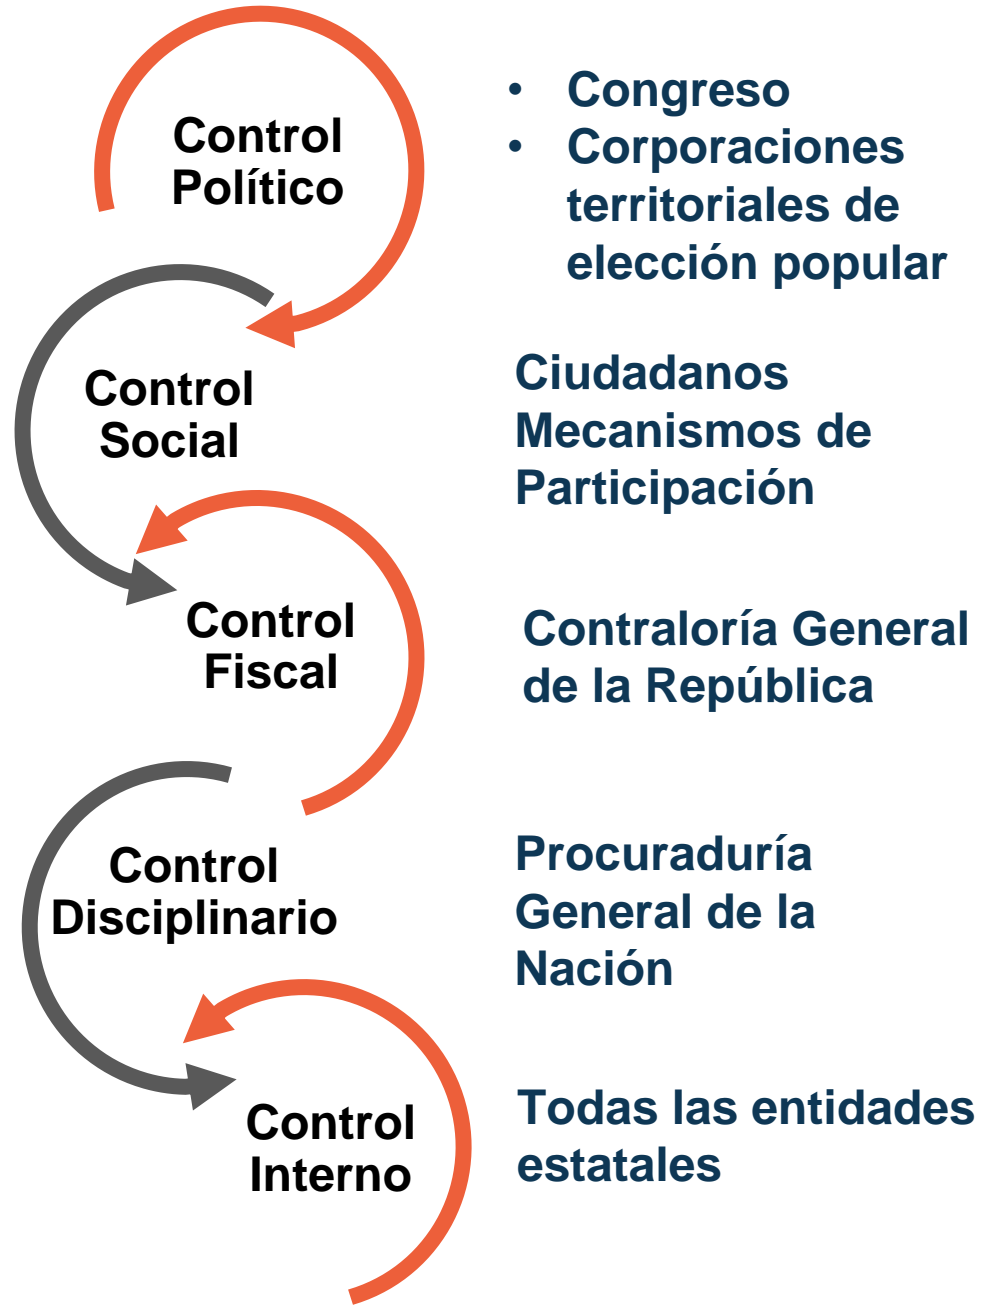 Control
Político
• Congreso
• Corporaciones
territoriales de
elección popular
Control
Social
Ciudadanos
Mecanismos de
Participación
Control
Fiscal
Contraloría General
de la República
Control
Disciplinario
Procuraduría
General de la
Nación
Control
Interno
Todas las entidades
estatales